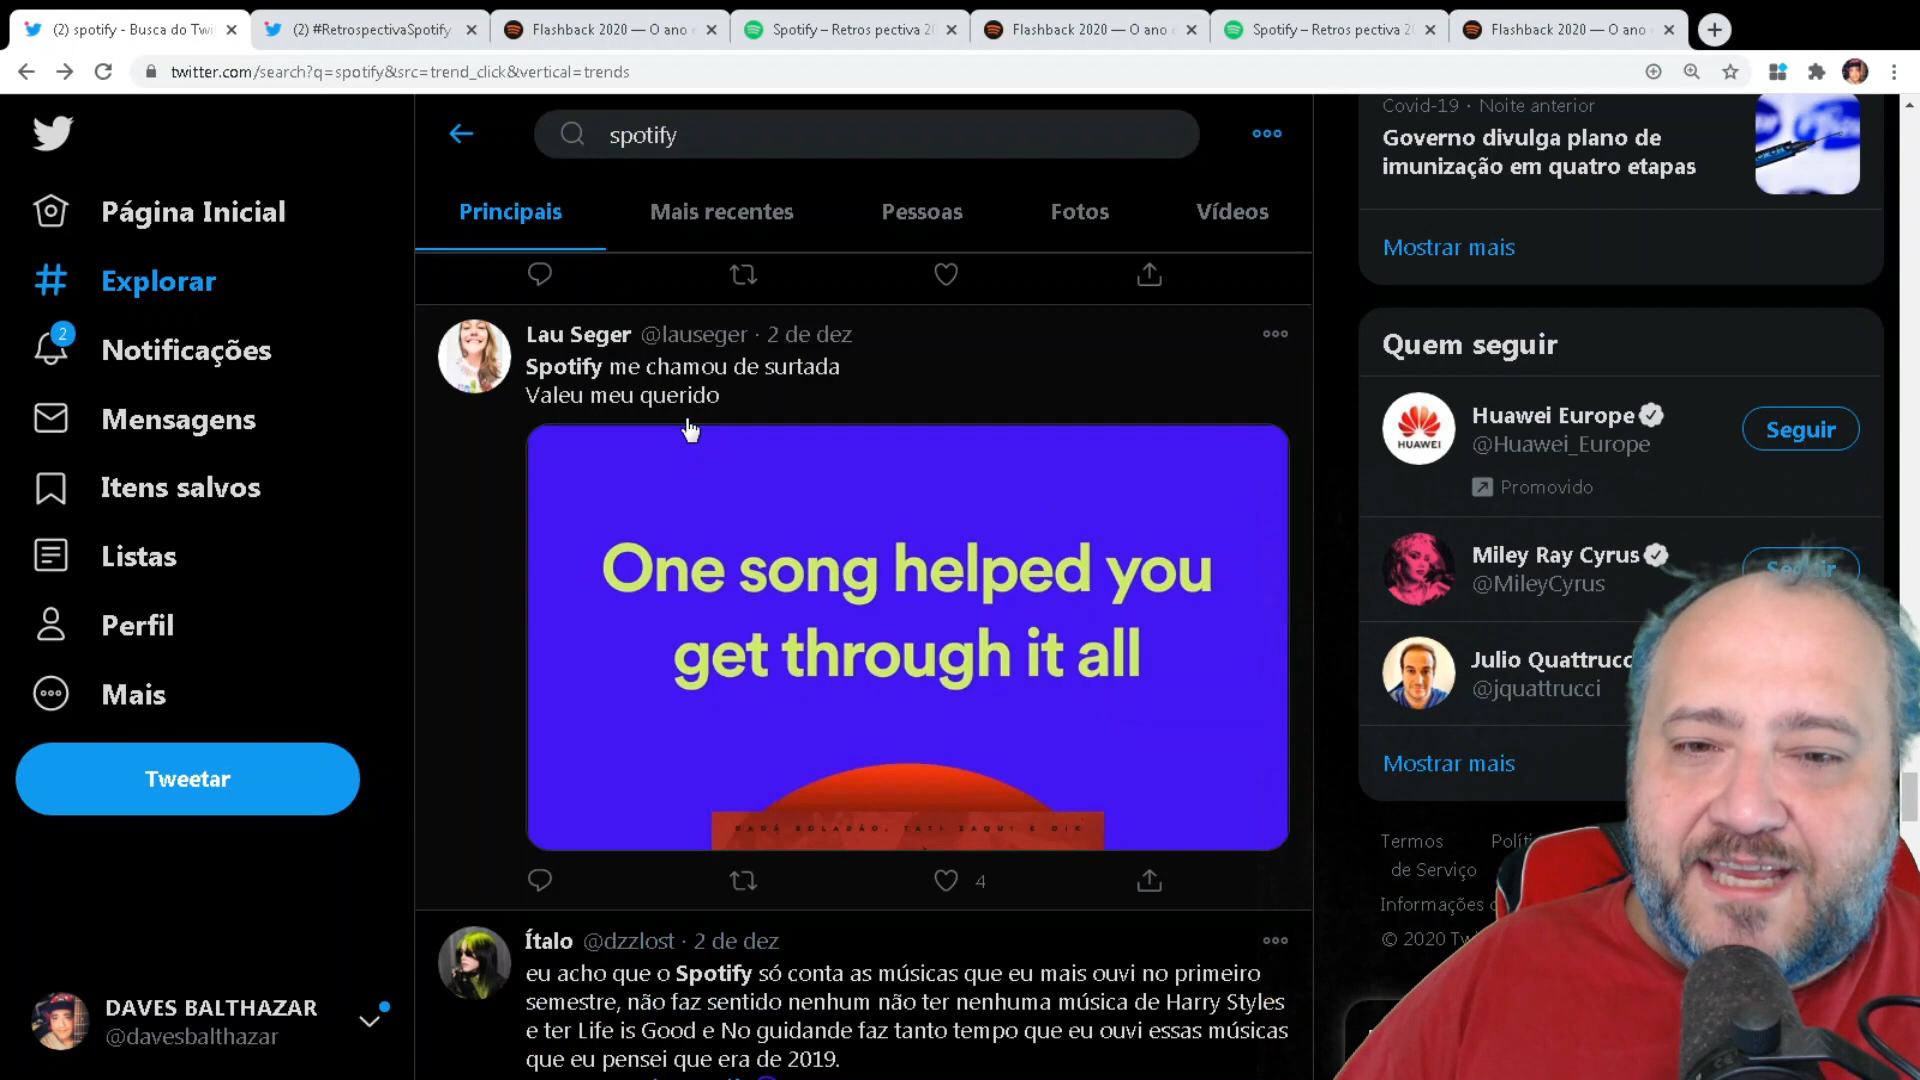 (2) spotify - Busca do Twi
(2) #RetrospectivaSpotify
Flashback 2020 — O ano
Spotify – Retros pectiva 20
Flashback 2020 — O ano
Spotify – Retros pectiva 20
Flashback 2020 — O ano
twitter.com/search?q=spotify&src=trend_click&vertical=trends
spotify
Principais
Mais recentes
Pessoas
Fotos
Vídeos
Página Inicial
Explorar
2
Notificações
Mensagens
Itens salvos
Listas
Perfil
Mais
Tweetar
DAVES BALTHAZAR
@davesbalthazar
Lau Seger @lauseger · 2 de dez
Spotify me chamou de surtada
Valeu meu querido
One song helped you
get through it all
4
Ítalo @dzzlost · 2 de dez
eu acho que o Spotify só conta as músicas que eu mais ouvi no primeiro
semestre, não faz sentido nenhum não ter nenhuma música de Harry Styles
e ter Life is Good e No guidande faz tanto tempo que eu ouvi essas músicas
que eu pensei que era de 2019.
Covid-19 · Noite anterior
Governo divulga plano de
imunização em quatro etapas
Mostrar mais
Quem seguir
HUAWEI
Huawei Europe
@Huawei_Europe
Seguir
Promovido
Miley Ray Cyrus
@MileyCyrus
Seguir
Julio Quattrucc
@jquattrucci
Mostrar mais
Termos
de Serviço
Políti
Informações
© 2020 Tw